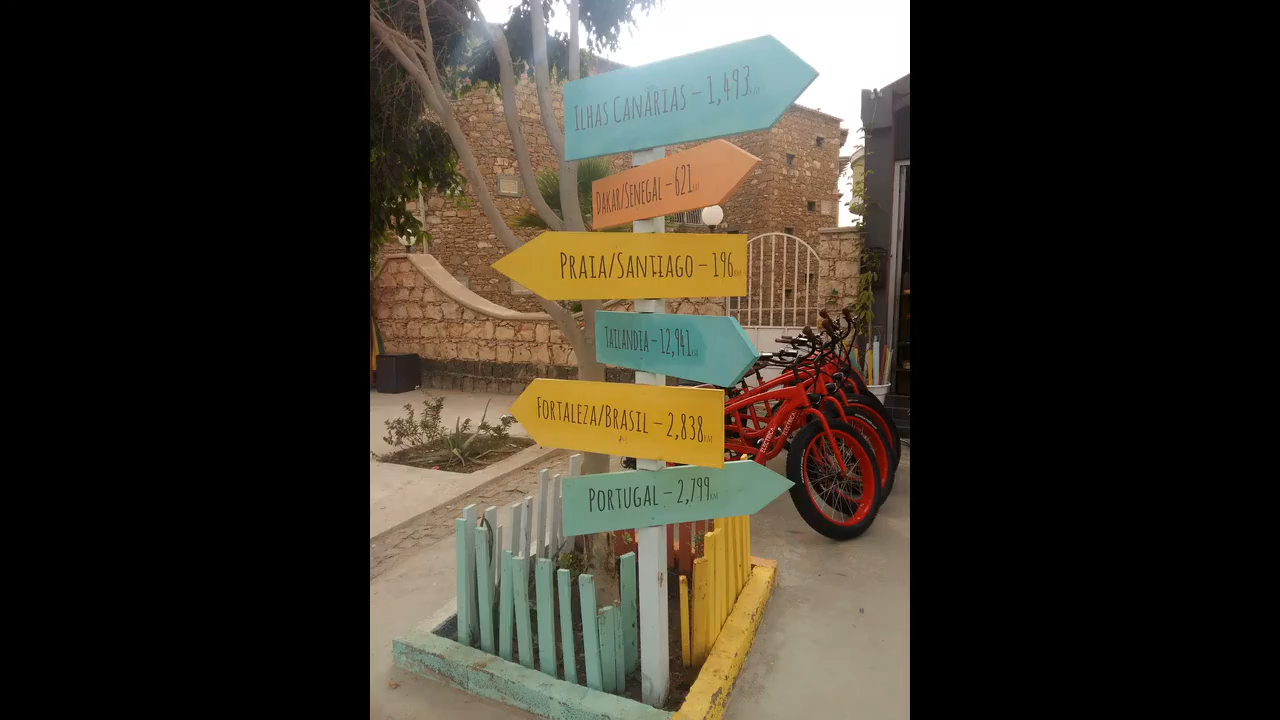 ILHAS CANÁRIAS – 1,493 KM
DAKAR/SENEGAL – 621 KM
PRAIA/SANTIAGO – 196 KM
TAILANDIA – 12,941 KM
FORTALEZA/BRASIL – 2,838 KM
PORTUGAL – 2,799 KM